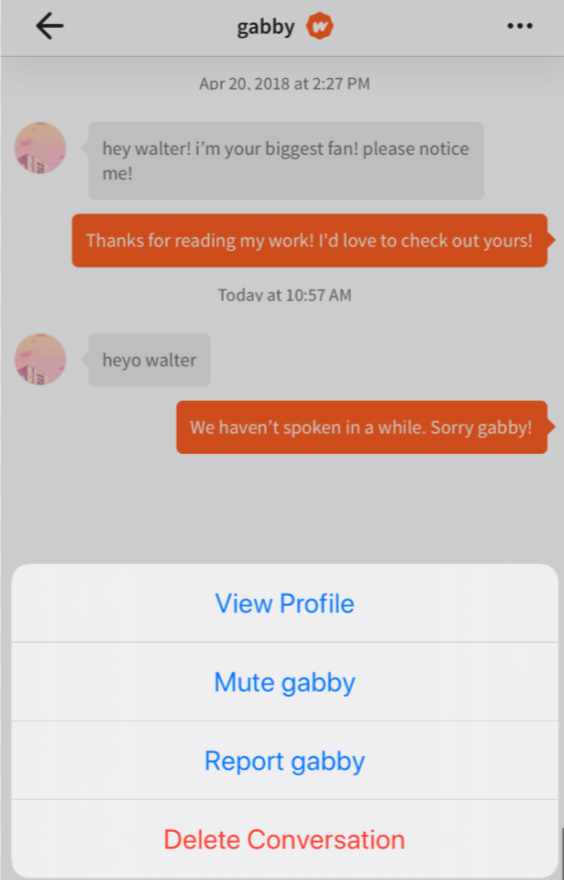 gabby
Apr 20, 2018 at 2:27 PM
hey walter! i'm your biggest fan! please notice
me!
Thanks for reading my work! I'd love to check out yours!
Today at 10:57 AM
heyo walter
We haven’t spoken in a while. Sorry gabby!
View Profile
Mute gabby
Report gabby
Delete Conversation